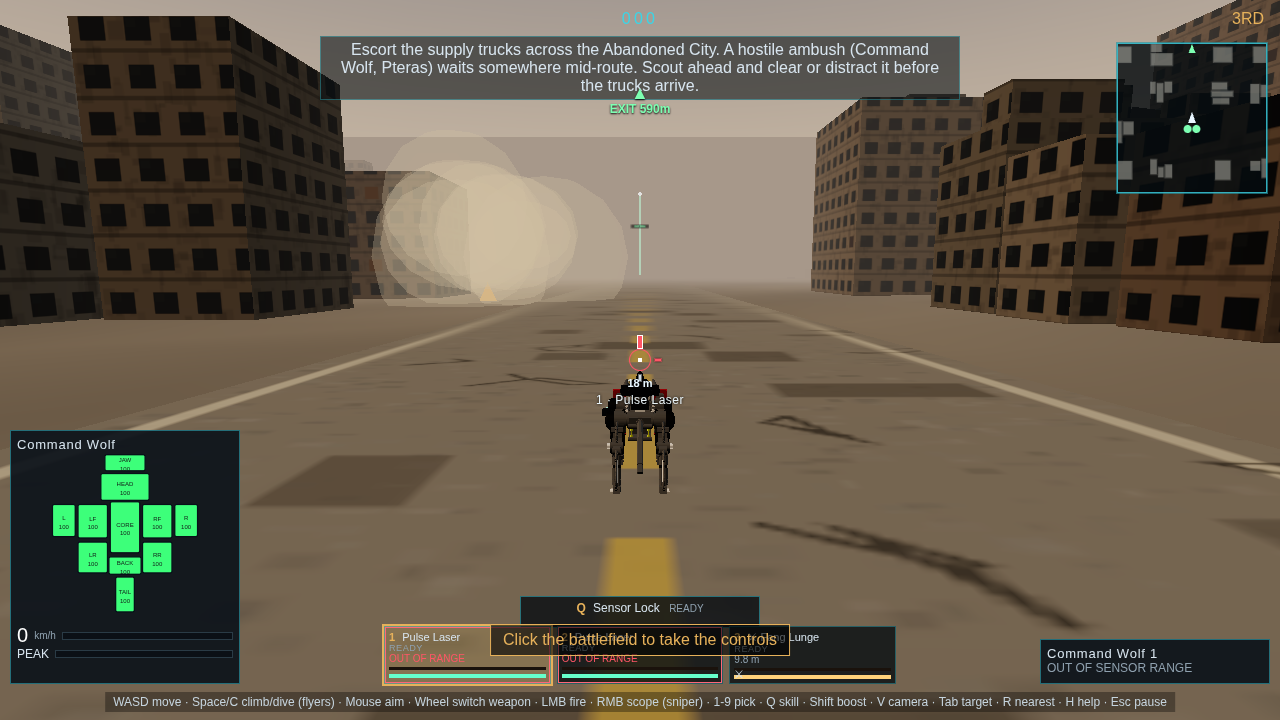 000
3RD
Escort the supply trucks across the Abandoned City. A hostile ambush (Command
Wolf, Pteras) waits somewhere mid-route. Scout ahead and clear or distract it before
the trucks arrive.
EXIT 590m
18 m
1 · Pulse Laser
Command Wolf
JAW
100
HEAD
100
L
100
LF
100
CORE
100
RF
100
R
100
LR
100
BACK
100
RR
100
TAIL
100
0 km/h
PEAK
Q Sensor Lock READY
Click the battlefield to take the controls
1 Pulse Laser
READY
OUT OF RANGE
OUT OF RANGE
Lunge
READY
9.8 m
Command Wolf 1
OUT OF SENSOR RANGE
WASD move · Space/C climb/dive (flyers) · Mouse aim · Wheel switch weapon · LMB fire · RMB scope (sniper) · 1-9 pick · Q skill · Shift boost · V camera · Tab target · R nearest · H help · Esc pause